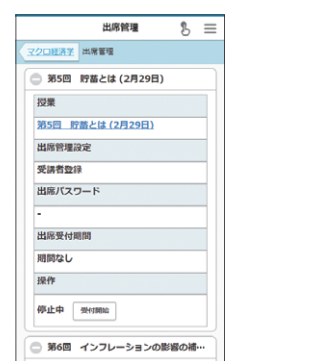 出席管理
マクロ経済学 出席管理
第5回 貯蓄とは (2月29日)
授業
第5回 貯蓄とは (2月29日)
出席管理設定
受講者登録
出席パスワード
-
出席受付期間
期間なし
操作
停止中 受付開始
第6回 インフレーションの影響の補…